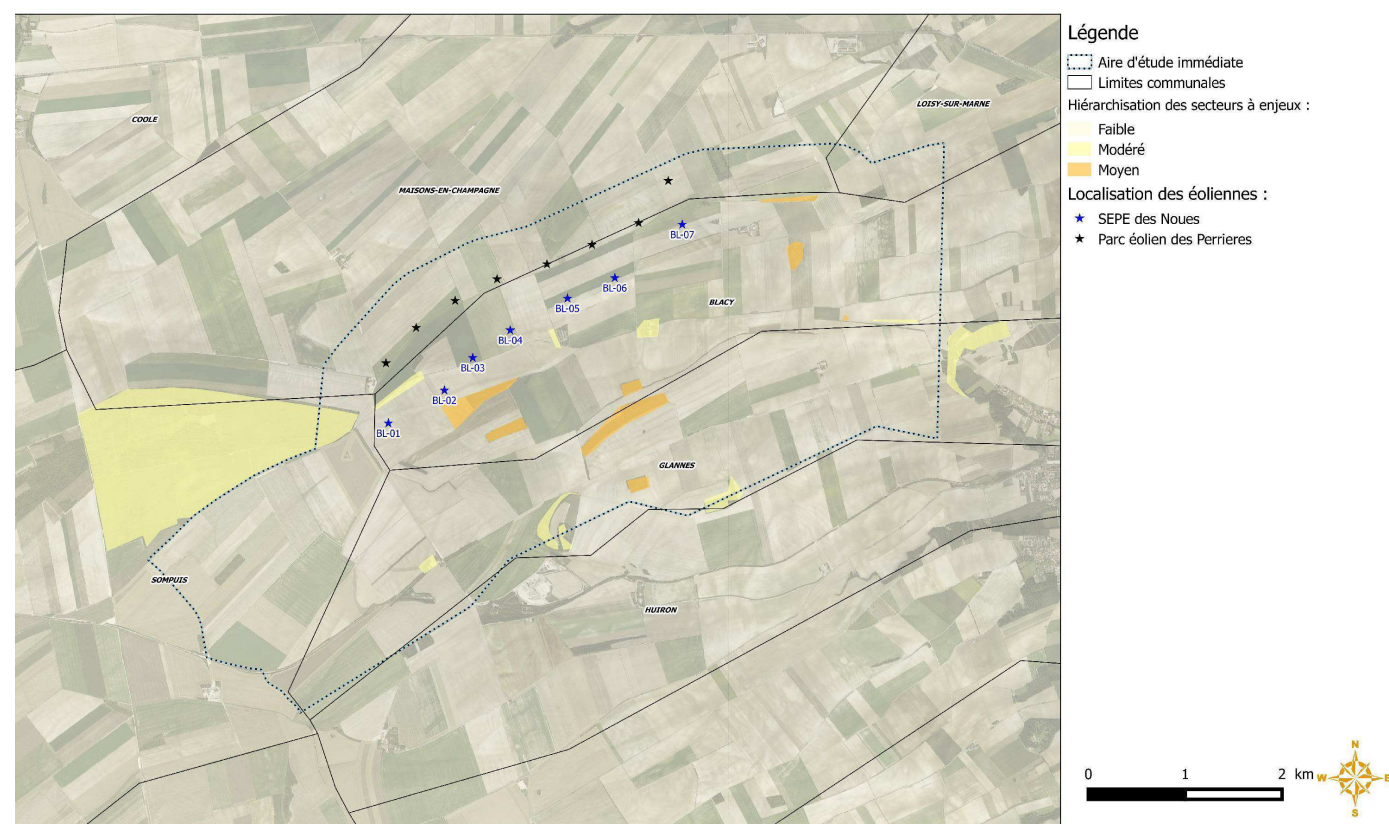 Légende
Aire d'étude immédiate
Limites communales
Hiérarchisation des secteurs à enjeux :
Faible
Modéré
Moyen
Localisation des éoliennes :
SEPE des Noues
Parc éolien des Perrieres
COOLE
LOISY-SUR-MARNE
MAISONS-EN-CHAMPAGNE
BL-07
BL-06
BLACY
BL-05
BL-04
BL-03
BL-02
BL-01
GLANNES
SOMPUIS
HUIRON
0 1 2 km
N
W E
S